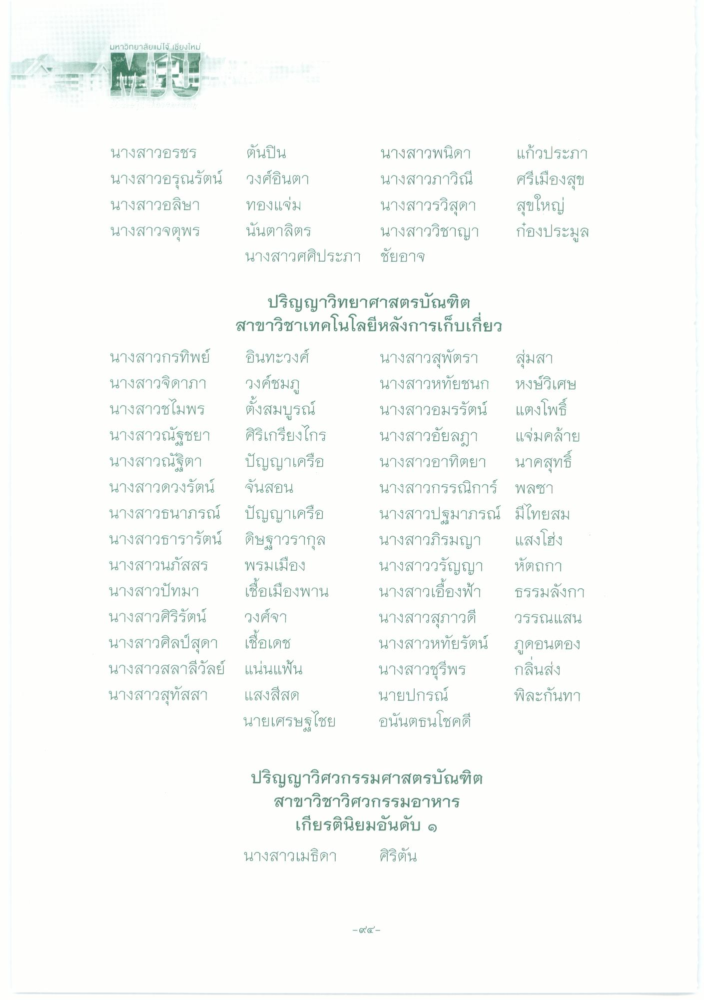 มหาวิทยาลัยแม่โจ้ เชียงใหม่
MJU
Maejo University
นางสาวอรชร ตันปิน นางสาวพนิดา แก้วประภา
นางสาวอรุณรัตน์ วงศ์อินตา นางสาวภาวิณี ศรีเมืองสุข
นางสาวอลิษา ทองแจ่ม นางสาวรวิสุดา สุขใหญ่
นางสาวจตุพร นันตาลิตร นางสาววิชาญา ก๋องประมูล
นางสาวศศิประภา ชัยอาจ
ปริญญาวิทยาศาสตรบัณฑิต
สาขาวิชาเทคโนโลยีหลังการเก็บเกี่ยว
นางสาวกรทิพย์ อินทะวงศ์ นางสาวสุพัตรา สุ่มสา
นางสาวจิดาภา วงค์ชมภู นางสาวหทัยชนก หงษ์วิเศษ
นางสาวชไมพร ตั้งสมบูรณ์ นางสาวอมรรัตน์ แตงโพธิ์
นางสาวณัฐชยา ศิริเกรียงไกร นางสาวอัยลฎา แจ่มคล้าย
นางสาวณัฐิตา ปัญญาเครือ นางสาวอาทิตยา นาคสุทธิ์
นางสาวดวงรัตน์ จันสอน นางสาวกรรณิการ์ พลซา
นางสาวธนาภรณ์ ปัญญาเครือ นางสาวปฐมาภรณ์ มีไทยสม
นางสาวธารารัตน์ ดิษฐาวรากุล นางสาวภิรมญา แสงโฮ่ง
นางสาวนภัสสร พรมเมือง นางสาววรัญญา หัตถกา
นางสาวปัทมา เชื้อเมืองพาน นางสาวเอื้องฟ้า ธรรมลังกา
นางสาวศิริรัตน์ วงศ์จา นางสาวสุภาวดี วรรณแสน
นางสาวศิลป์สุดา เชื้อเดช นางสาวหทัยรัตน์ ภูดอนตอง
นางสาวสลาลีวัลย์ แน่นแฟ้น นางสาวชุรีพร กลิ่นส่ง
นางสาวสุทัสสา แสงสีสด นายปกรณ์ พิละกันทา
นายเศรษฐไชย อนันตธนโชคดี
ปริญญาวิศวกรรมศาสตรบัณฑิต
สาขาวิชาวิศวกรรมอาหาร
เกียรตินิยมอันดับ ๑
นางสาวเมธิดา ศิริตัน
-๙๔-